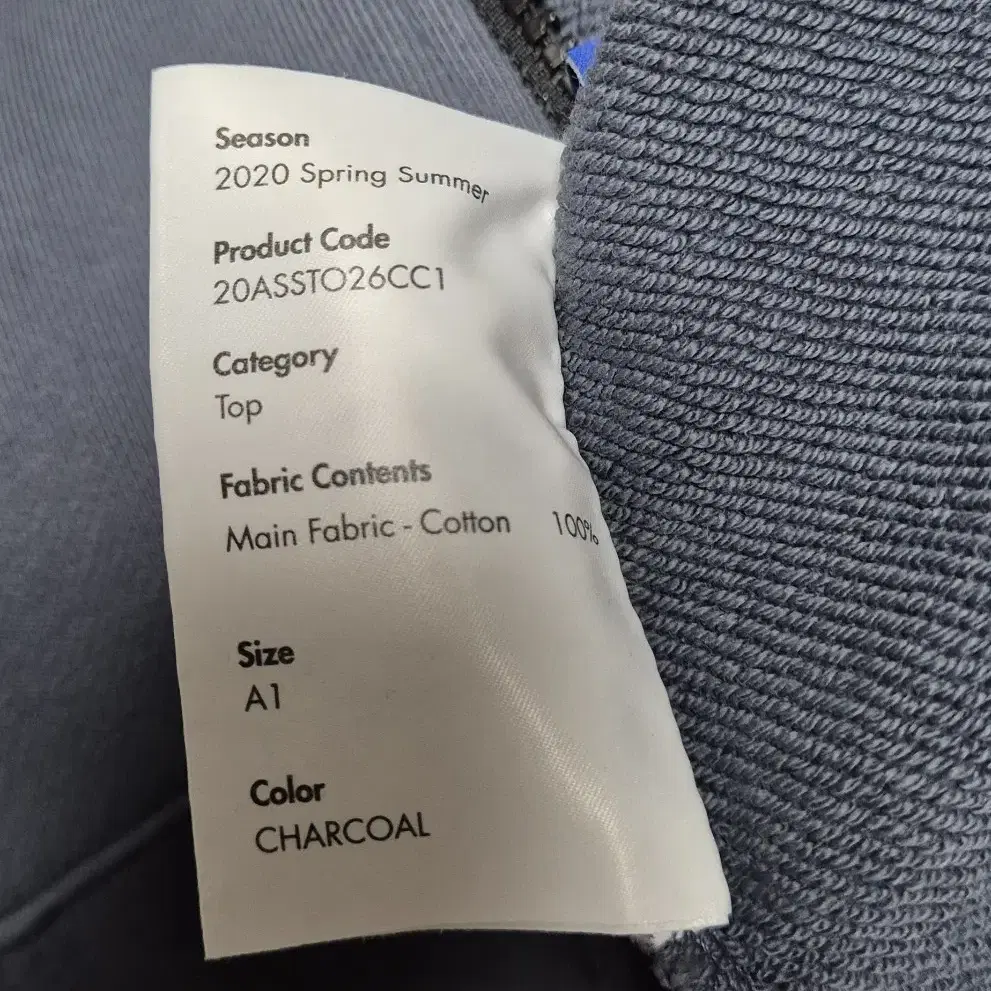 Season
2020 Spring Summer
Product Code
20ASSTO26CC1
Category
Top
Fabric Contents
Main Fabric - Cotton 100%
Size
A1
Color
CHARCOAL